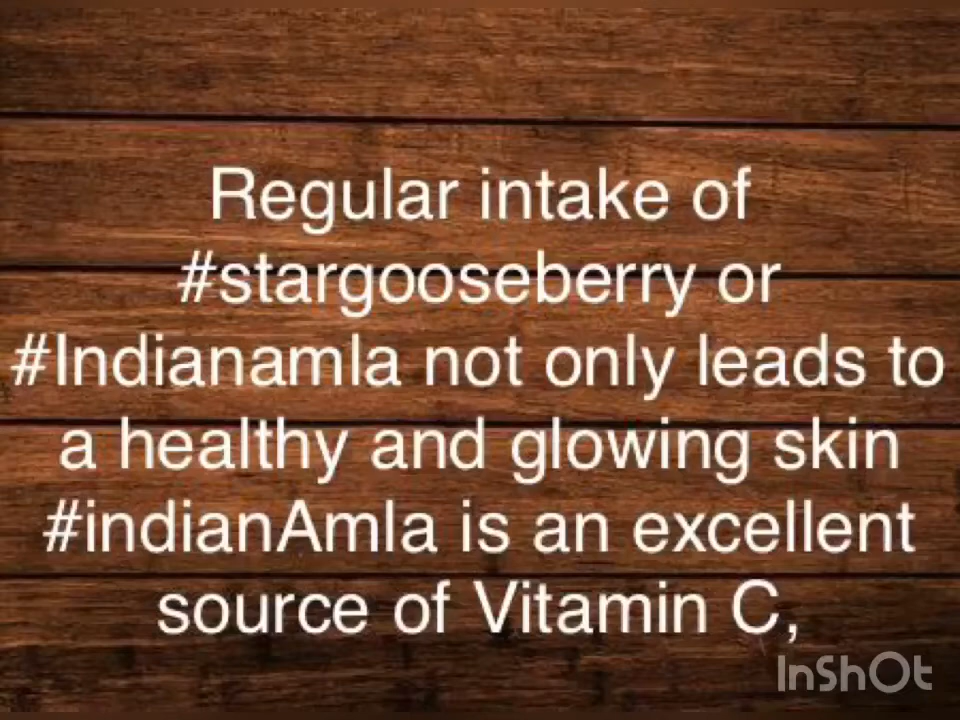 Regular intake of
#stargooseberry or
#Indianamla not only leads to
a healthy and glowing skin
#indianAmla is an excellent
source of Vitamin C,
InShOt